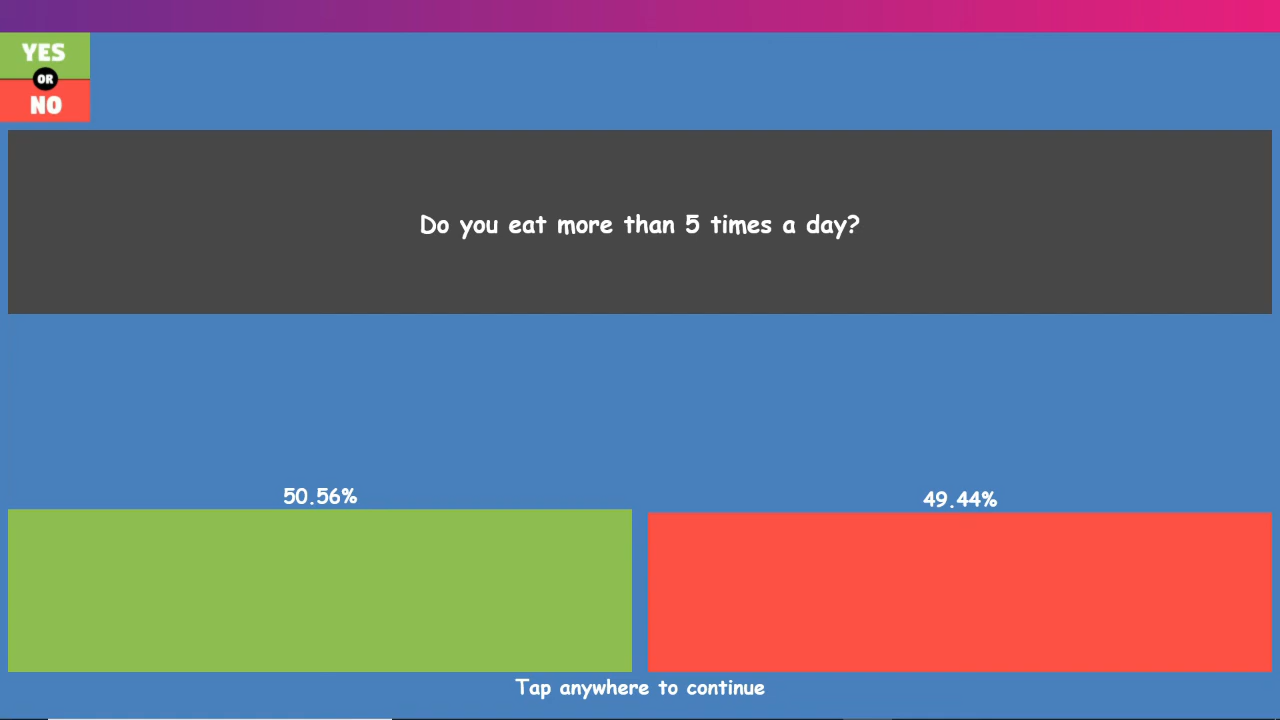 YES
OR
NO
Do you eat more than 5 times a day?
50.56%
49.44%
Tap anywhere to continue